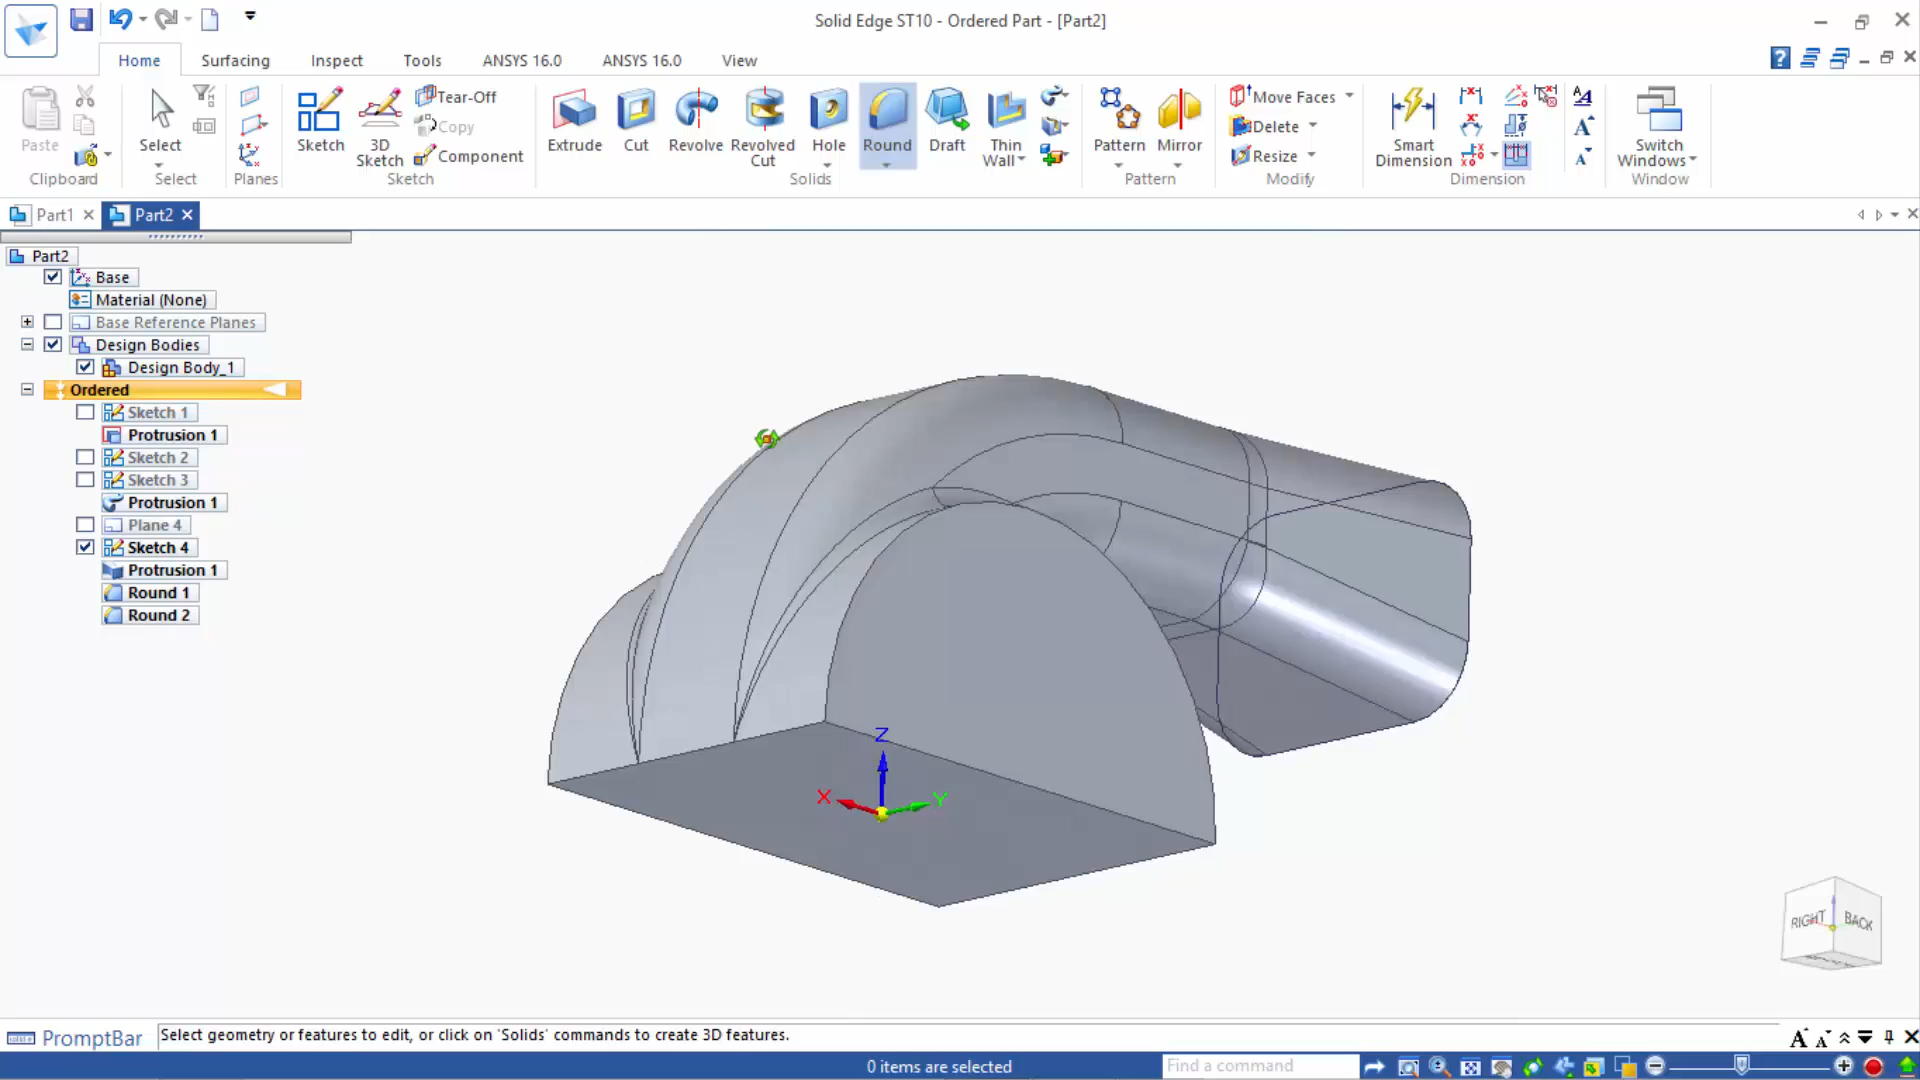 Solid Edge ST10 - Ordered Part - [Part2]
Home
Surfacing
Inspect
Tools
ANSYS 16.0
ANSYS 16.0
View
Paste
Clipboard
Select
Select
Planes
Sketch
3D Sketch
Tear-Off
Copy
Component
Sketch
Extrude
Cut
Revolve
Revolved Cut
Hole
Round
Draft
Thin Wall
Solids
Pattern
Mirror
Pattern
Move Faces
Delete
Resize
Modify
Smart Dimension
Dimension
Switch Windows
Window
Part1
Part2
Part2
Base
Material (None)
Base Reference Planes
Design Bodies
Design Body_1
Ordered
Sketch 1
Protrusion 1
Sketch 2
Sketch 3
Protrusion 1
Plane 4
Sketch 4
Protrusion 1
Round 1
Round 2
Z
X
Y
RIGHT
BACK
PromptBar
Select geometry or features to edit, or click on 'Solids' commands to create 3D features.
0 items are selected
Find a command